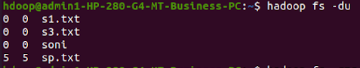 hdoop@admin1-HP-280-G4-MT-Business-PC:~$ hadoop fs -du
0  0  s1.txt
0  0  s3.txt
0  0  soni
5  5  sp.txt